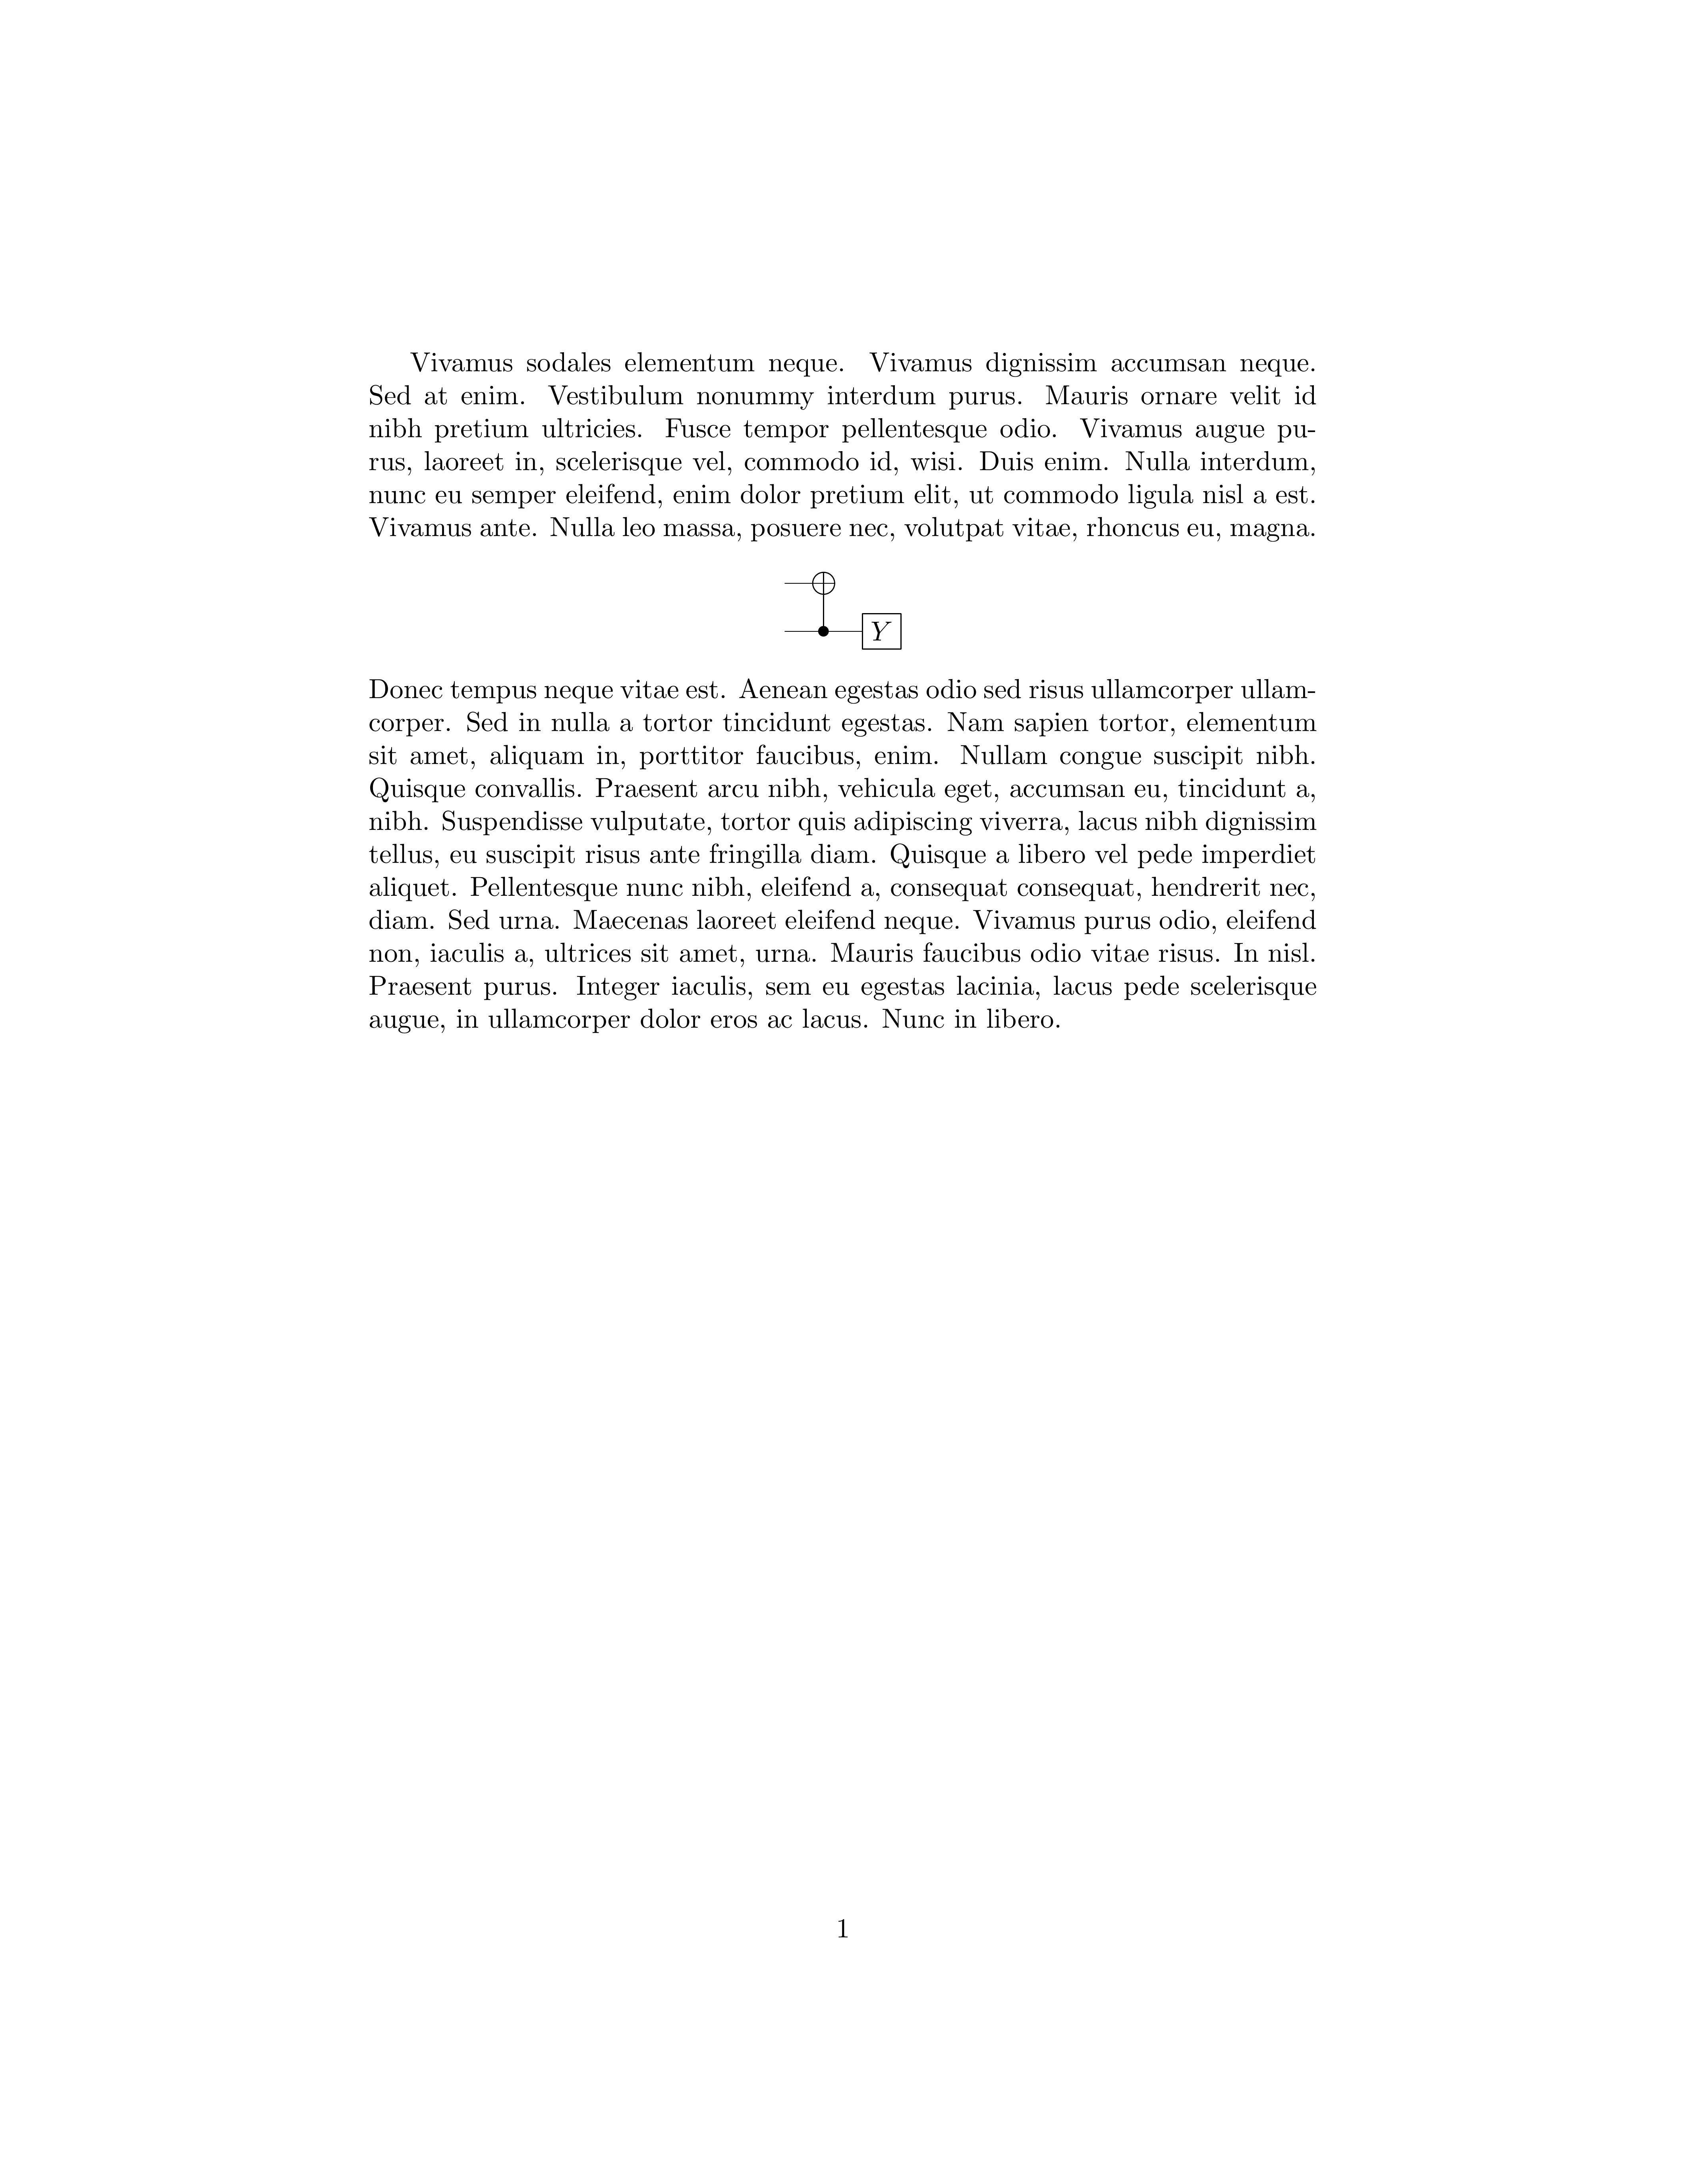 Vivamus sodales elementum neque. Vivamus dignissim accumsan neque.
Sed at enim. Vestibulum nonummy interdum purus. Mauris ornare velit id
nibh pretium ultricies. Fusce tempor pellentesque odio. Vivamus augue pu-
rus, laoreet in, scelerisque vel, commodo id, wisi. Duis enim. Nulla interdum,
nunc eu semper eleifend, enim dolor pretium elit, ut commodo ligula nisl a est.
Vivamus ante. Nulla leo massa, posuere nec, volutpat vitae, rhoncus eu, magna.
Y
Donec tempus neque vitae est. Aenean egestas odio sed risus ullamcorper ullam-
corper. Sed in nulla a tortor tincidunt egestas. Nam sapien tortor, elementum
sit amet, aliquam in, porttitor faucibus, enim. Nullam congue suscipit nibh.
Quisque convallis. Praesent arcu nibh, vehicula eget, accumsan eu, tincidunt a,
nibh. Suspendisse vulputate, tortor quis adipiscing viverra, lacus nibh dignissim
tellus, eu suscipit risus ante fringilla diam. Quisque a libero vel pede imperdiet
aliquet. Pellentesque nunc nibh, eleifend a, consequat consequat, hendrerit nec,
diam. Sed urna. Maecenas laoreet eleifend neque. Vivamus purus odio, eleifend
non, iaculis a, ultrices sit amet, urna. Mauris faucibus odio vitae risus. In nisl.
Praesent purus. Integer iaculis, sem eu egestas lacinia, lacus pede scelerisque
augue, in ullamcorper dolor eros ac lacus. Nunc in libero.
1